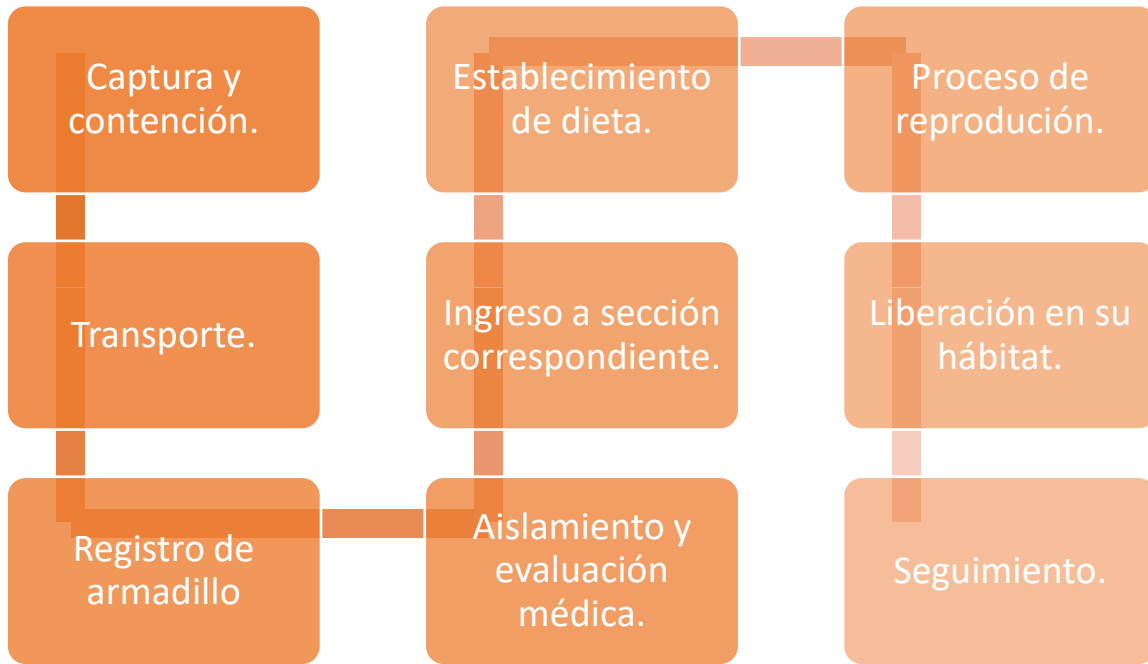 Captura y
contención.
Transporte.
Registro de
armadillo
Aislamiento y
evaluación
médica.
Ingreso a sección
correspondiente.
Establecimiento
de dieta.
Proceso de
reprodución.
Liberación en su
hábitat.
Seguimiento.